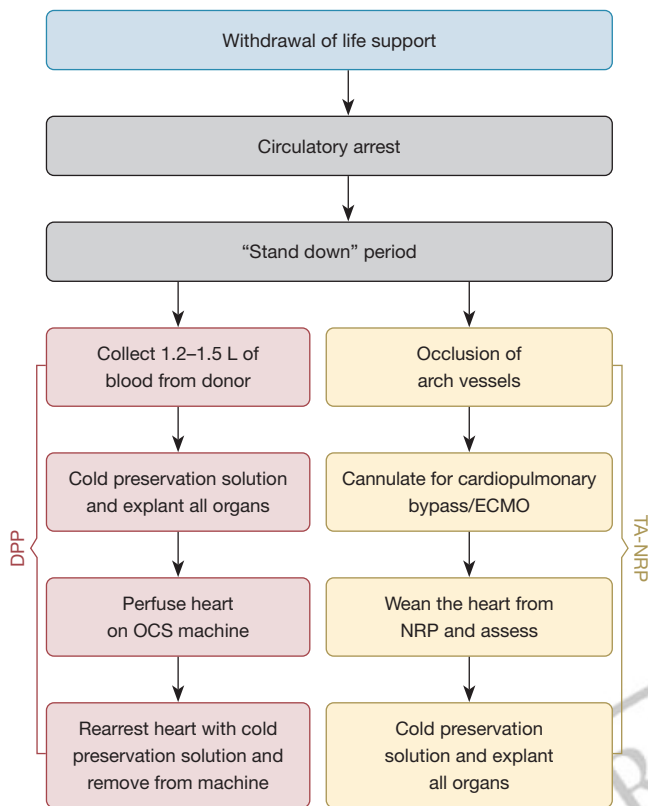 Withdrawal of life support
Circulatory arrest
“Stand down” period
Collect 1.2–1.5 L of
blood from donor
Occlusion of
arch vessels
Cold preservation solution
and explant all organs
Cannulate for cardiopulmonary
bypass/ECMO
DPP
TA-NRP
Perfuse heart
on OCS machine
Wean the heart from
NRP and assess
Rearrest heart with cold
preservation solution and
remove from machine
Cold preservation
solution and explant
all organs